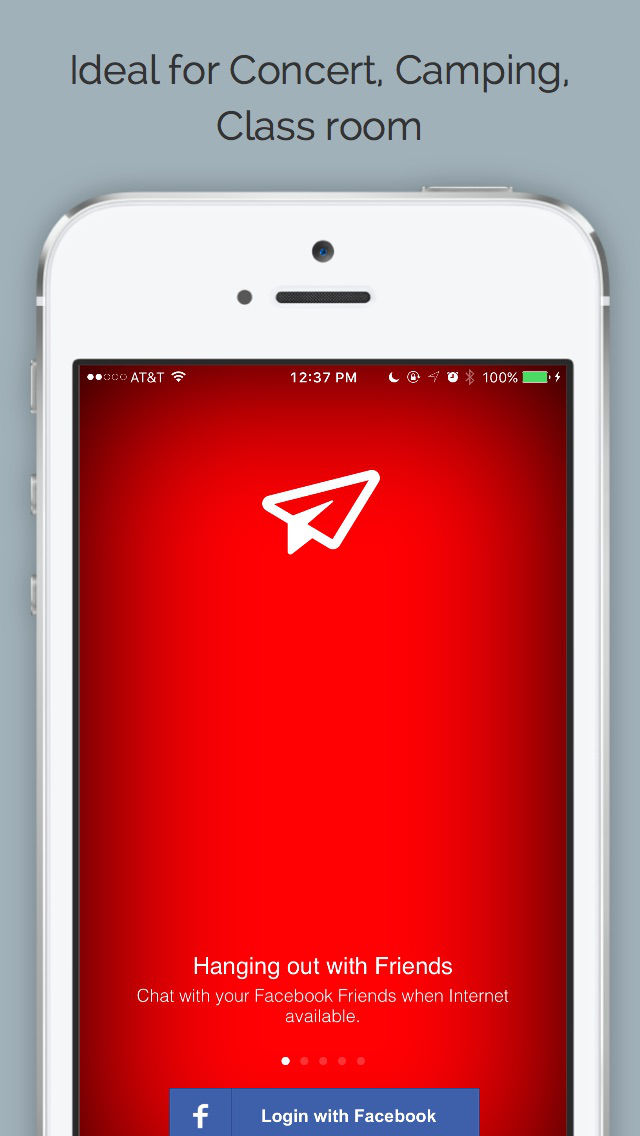 Ideal for Concert, Camping,
Class room
AT&T 12:37 PM 100%
Hanging out with Friends
Chat with your Facebook Friends when Internet
available.
f Login with Facebook